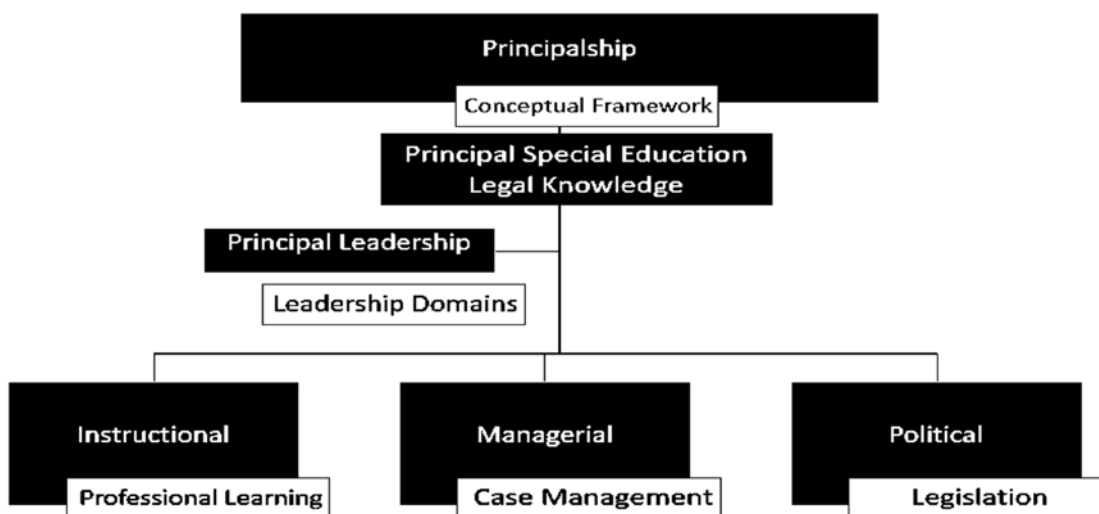 Principalship
Conceptual Framework
Principal Special Education
Legal Knowledge
Principal Leadership
Leadership Domains
Instructional
Professional Learning
Managerial
Case Management
Political
Legislation